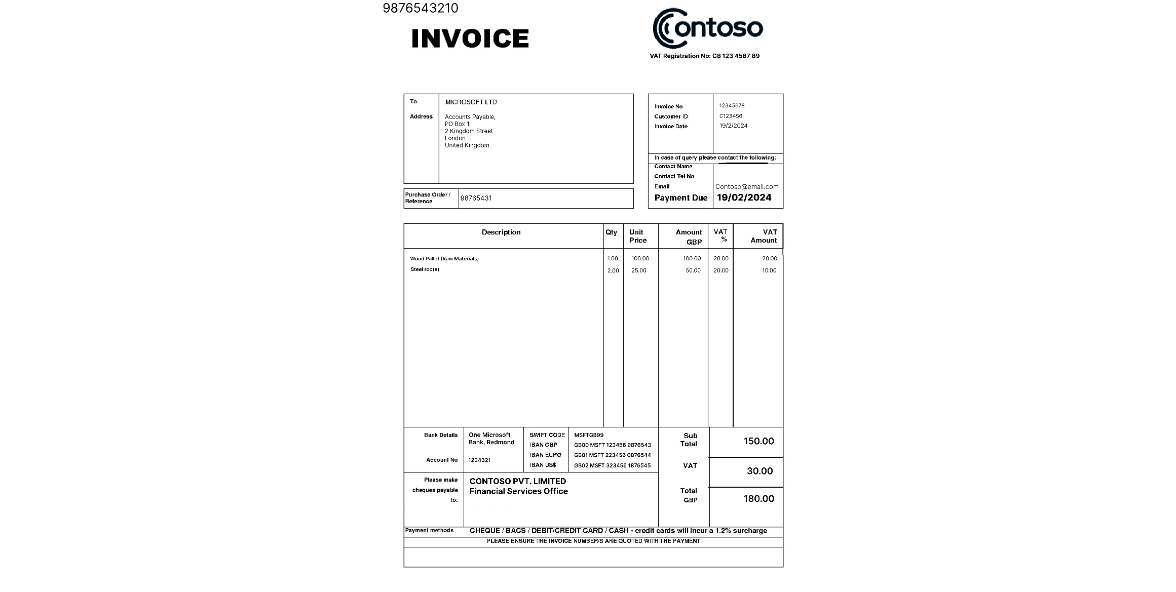 9876543210
INVOICE
Contoso
VAT Registration No: GB 123 4567 89
To MICROSOFT LTD
Address Accounts Payable,
PO Box 1,
2 Kingdom Street
London
United Kingdom
Purchase Order / Reference 98765431
Invoice No 12345678
Customer ID C123456
Invoice Date 19/2/2024
In case of query please contact the following:
Contact Name
Contact Tel No
Email Contoso@email.com
Payment Due 19/02/2024
Description Qty Unit Price Amount GBP VAT % VAT Amount
Wood Pallet (Raw Materials) 1.00 100.00 100.00 20.00 20.00
Steel rod(s) 2.00 25.00 50.00 20.00 10.00
Bank Details One Microsoft
Bank, Redmond
Account No 1234321
SWIFT CODE MSFTGB99
IBAN GBP GB00 MSFT 123456 9876543
IBAN EURO GB01 MSFT 223456 9876544
IBAN US$ GB02 MSFT 323456 1876545
Sub Total 150.00
VAT 30.00
Total GBP 180.00
Please make
cheques payable
to:
CONTOSO PVT. LIMITED
Financial Services Office
Payment methods CHEQUE / BACS / DEBIT-CREDIT CARD / CASH - credit cards will incur a 1.2% surcharge
PLEASE ENSURE THE INVOICE NUMBER/S ARE QUOTED WITH THE PAYMENT